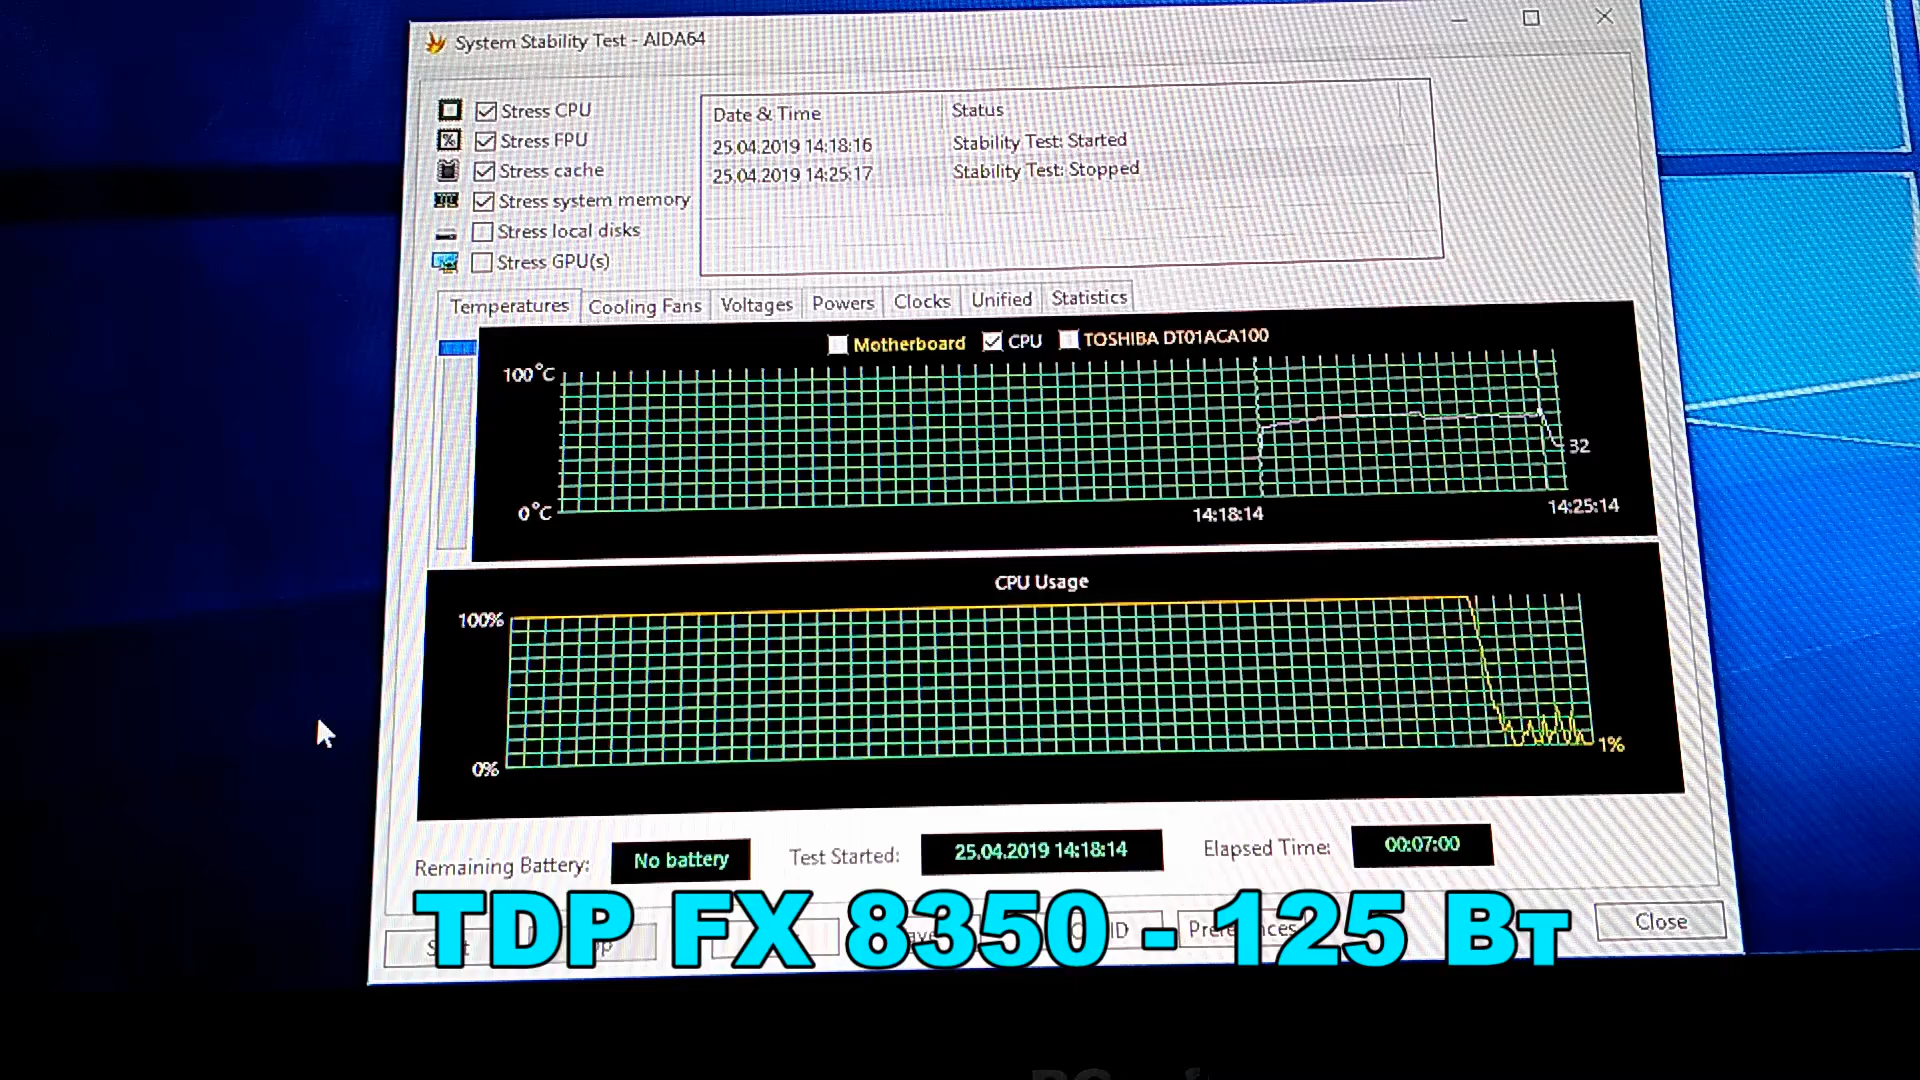 System Stability Test - AIDA64
Stress CPU
Stress FPU
Stress cache
Stress system memory
Stress local disks
Stress GPU(s)
Date & Time Status
25.04.2019 14:18:16 Stability Test: Started
25.04.2019 14:25:17 Stability Test: Stopped
Temperatures Cooling Fans Voltages Powers Clocks Unified Statistics
Motherboard CPU TOSHIBA DT01ACA100
100°C
32
0°C
14:18:14 14:25:14
CPU Usage
100%
1%
0%
Remaining Battery: No battery Test Started: 25.04.2019 14:18:14 Elapsed Time: 00:07:00
TDP FX 8350 - 125 Вт
Close